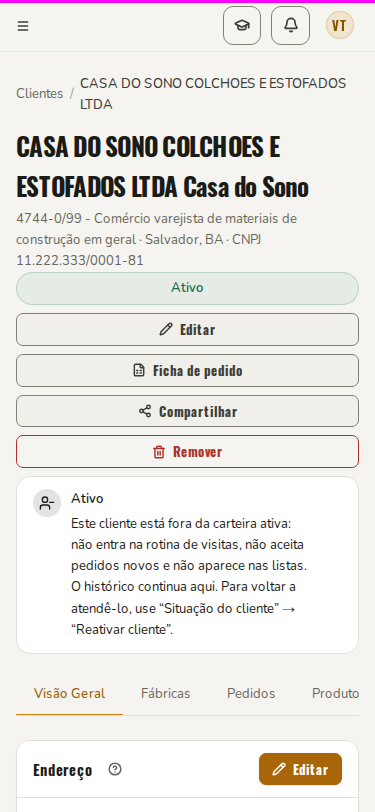 VT
Clientes / CASA DO SONO COLCHOES E ESTOFADOS
LTDA
CASA DO SONO COLCHOES E
ESTOFADOS LTDA Casa do Sono
4744-0/99 - Comércio varejista de materiais de
construção em geral · Salvador, BA · CNPJ
11.222.333/0001-81
Ativo
Editar
Ficha de pedido
Compartilhar
Remover
Ativo
Este cliente está fora da carteira ativa:
não entra na rotina de visitas, não aceita
pedidos novos e não aparece nas listas.
O histórico continua aqui. Para voltar a
atendê-lo, use “Situação do cliente” →
“Reativar cliente”.
Visão Geral Fábricas Pedidos Produto
Endereço Editar